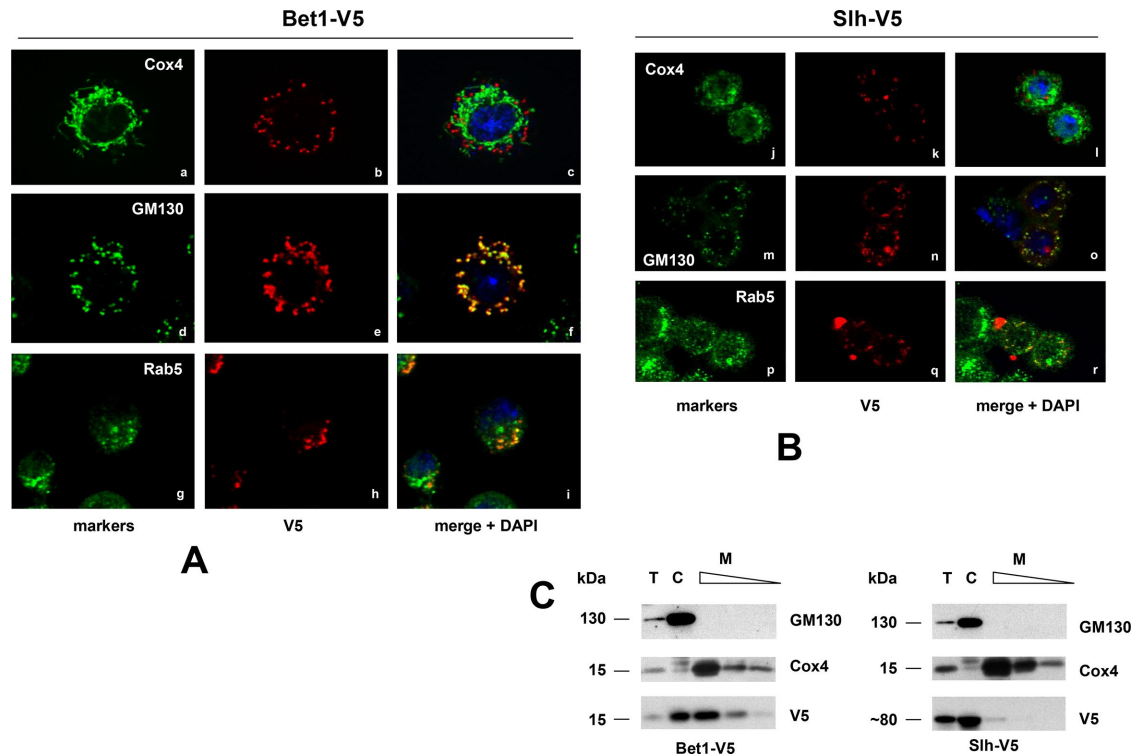 Bet1-V5
Cox4
a b c
GM130
d e f
Rab5
g h i
markers V5 merge + DAPI
A
Slh-V5
Cox4
j k l
GM130 m n o
Rab5
p q r
markers V5 merge + DAPI
B
C
kDa T C M
130 GM130
15 Cox4
15 V5
Bet1-V5
kDa T C M
130 GM130
15 Cox4
~80 V5
Slh-V5